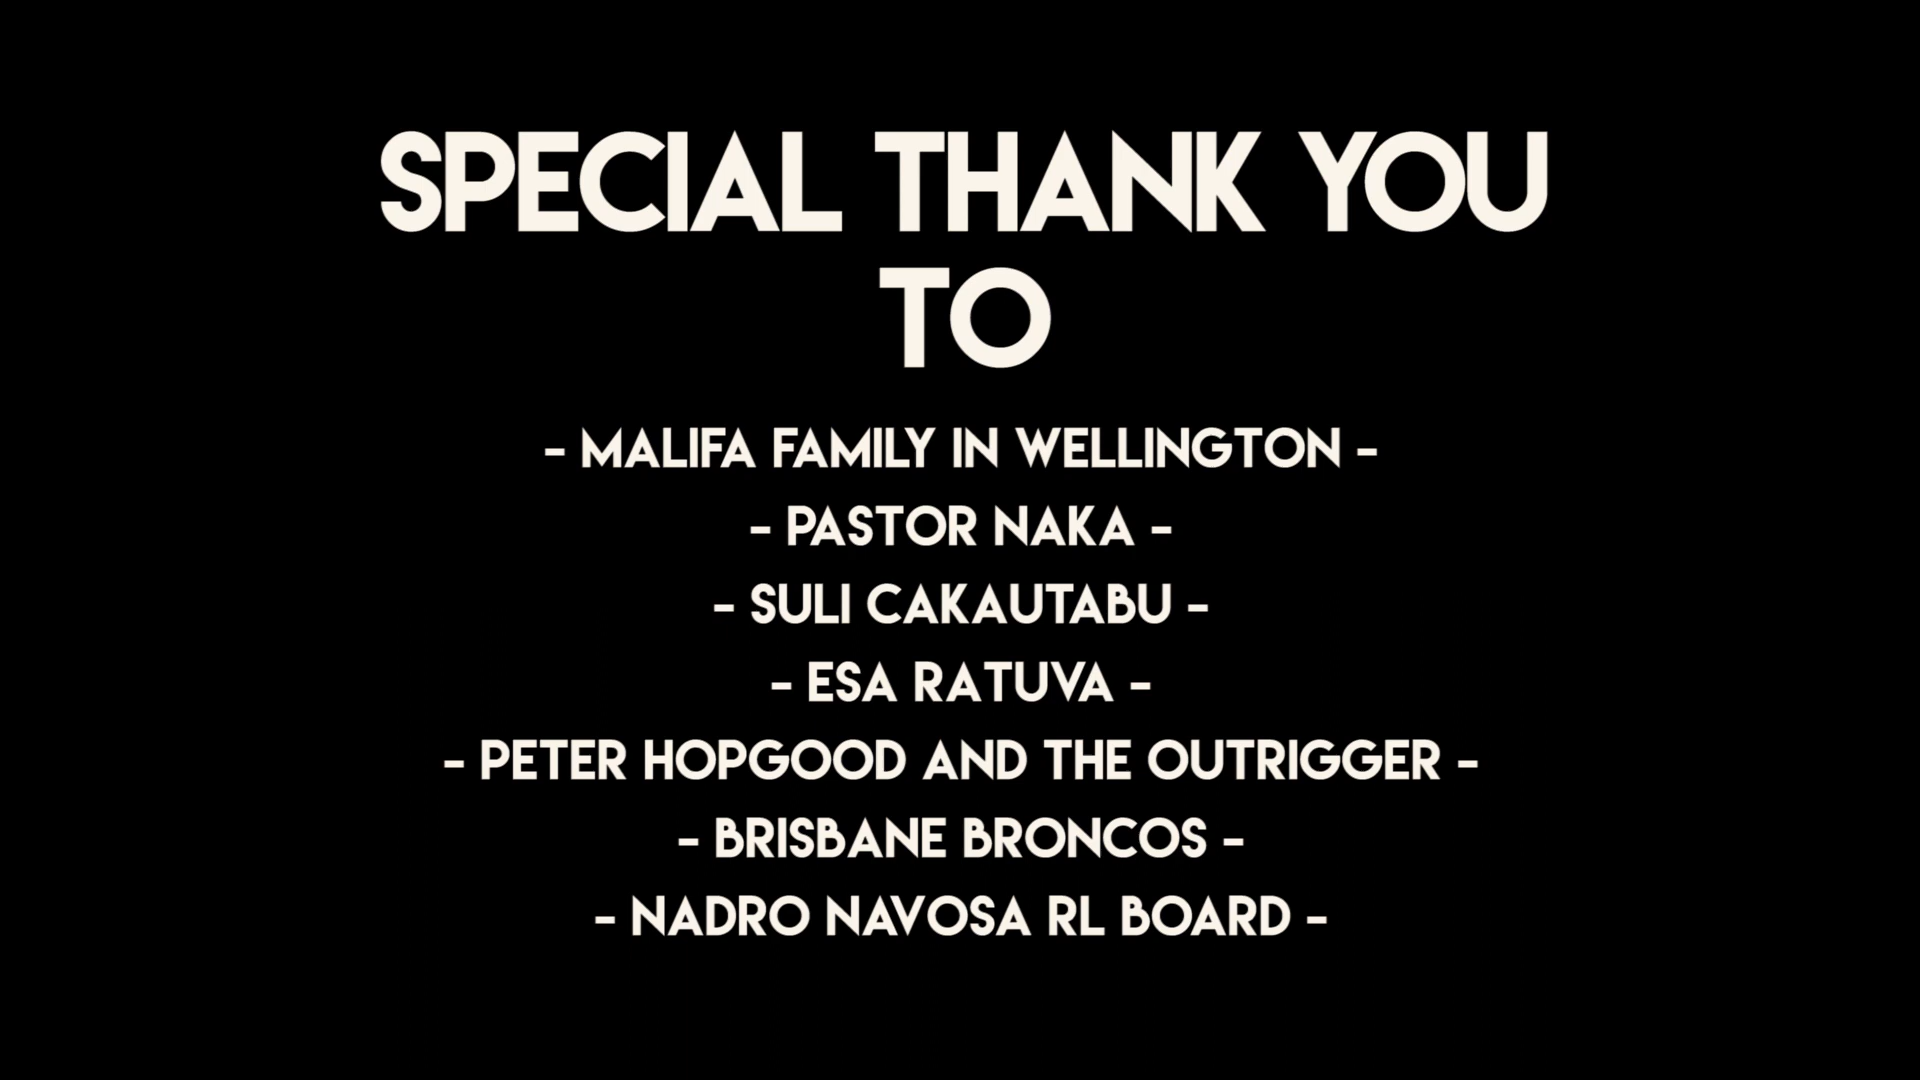 SPECIAL THANK YOU
TO
- MALIFA FAMILY IN WELLINGTON -
- PASTOR NAKA -
- SULI CAKAUTABU -
- ESA RATUVA -
- PETER HOPGOOD AND THE OUTRIGGER -
- BRISBANE BRONCOS -
- NADRO NAVOSA RL BOARD -